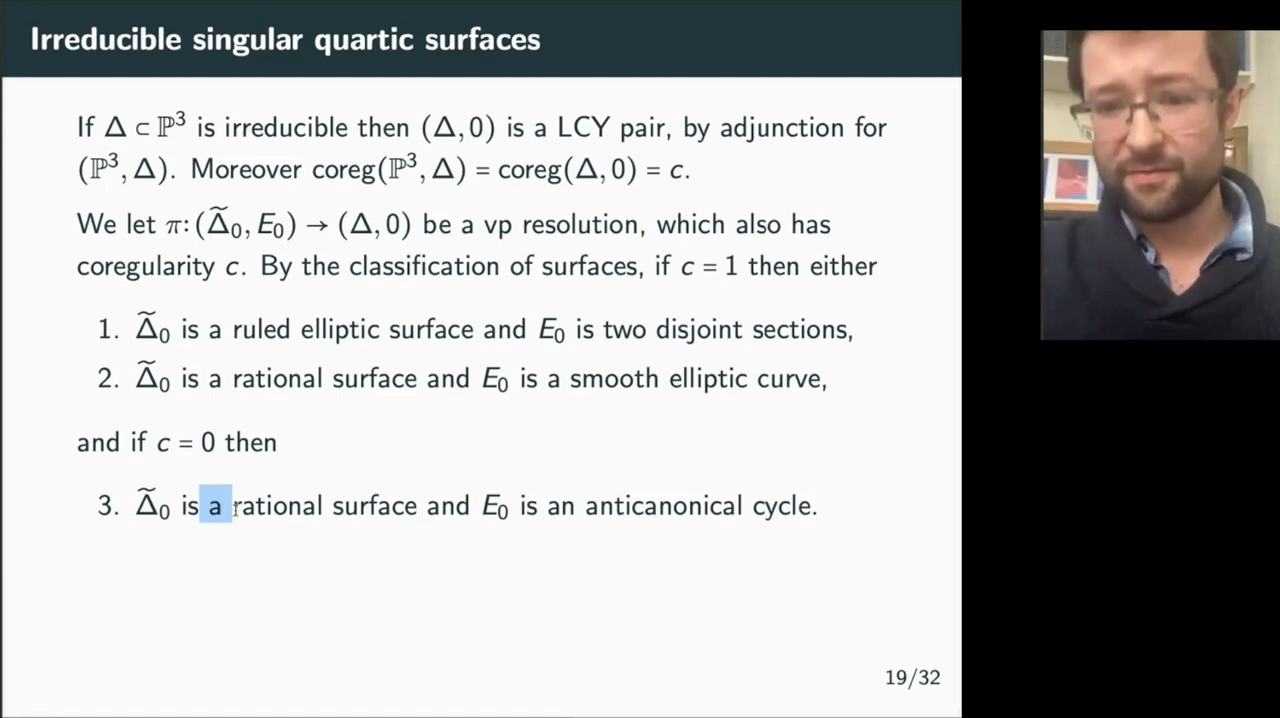 Irreducible singular quartic surfaces
If Δ ⊂ ℙ³ is irreducible then (Δ, 0) is a LCY pair, by adjunction for
(ℙ³, Δ). Moreover coreg(ℙ³, Δ) = coreg(Δ, 0) = c.
We let π: (Δ̃₀, E₀) → (Δ, 0) be a vp resolution, which also has
coregularity c. By the classification of surfaces, if c = 1 then either
1. Δ̃₀ is a ruled elliptic surface and E₀ is two disjoint sections,
2. Δ̃₀ is a rational surface and E₀ is a smooth elliptic curve,
and if c = 0 then
3. Δ̃₀ is a rational surface and E₀ is an anticanonical cycle.
19/32